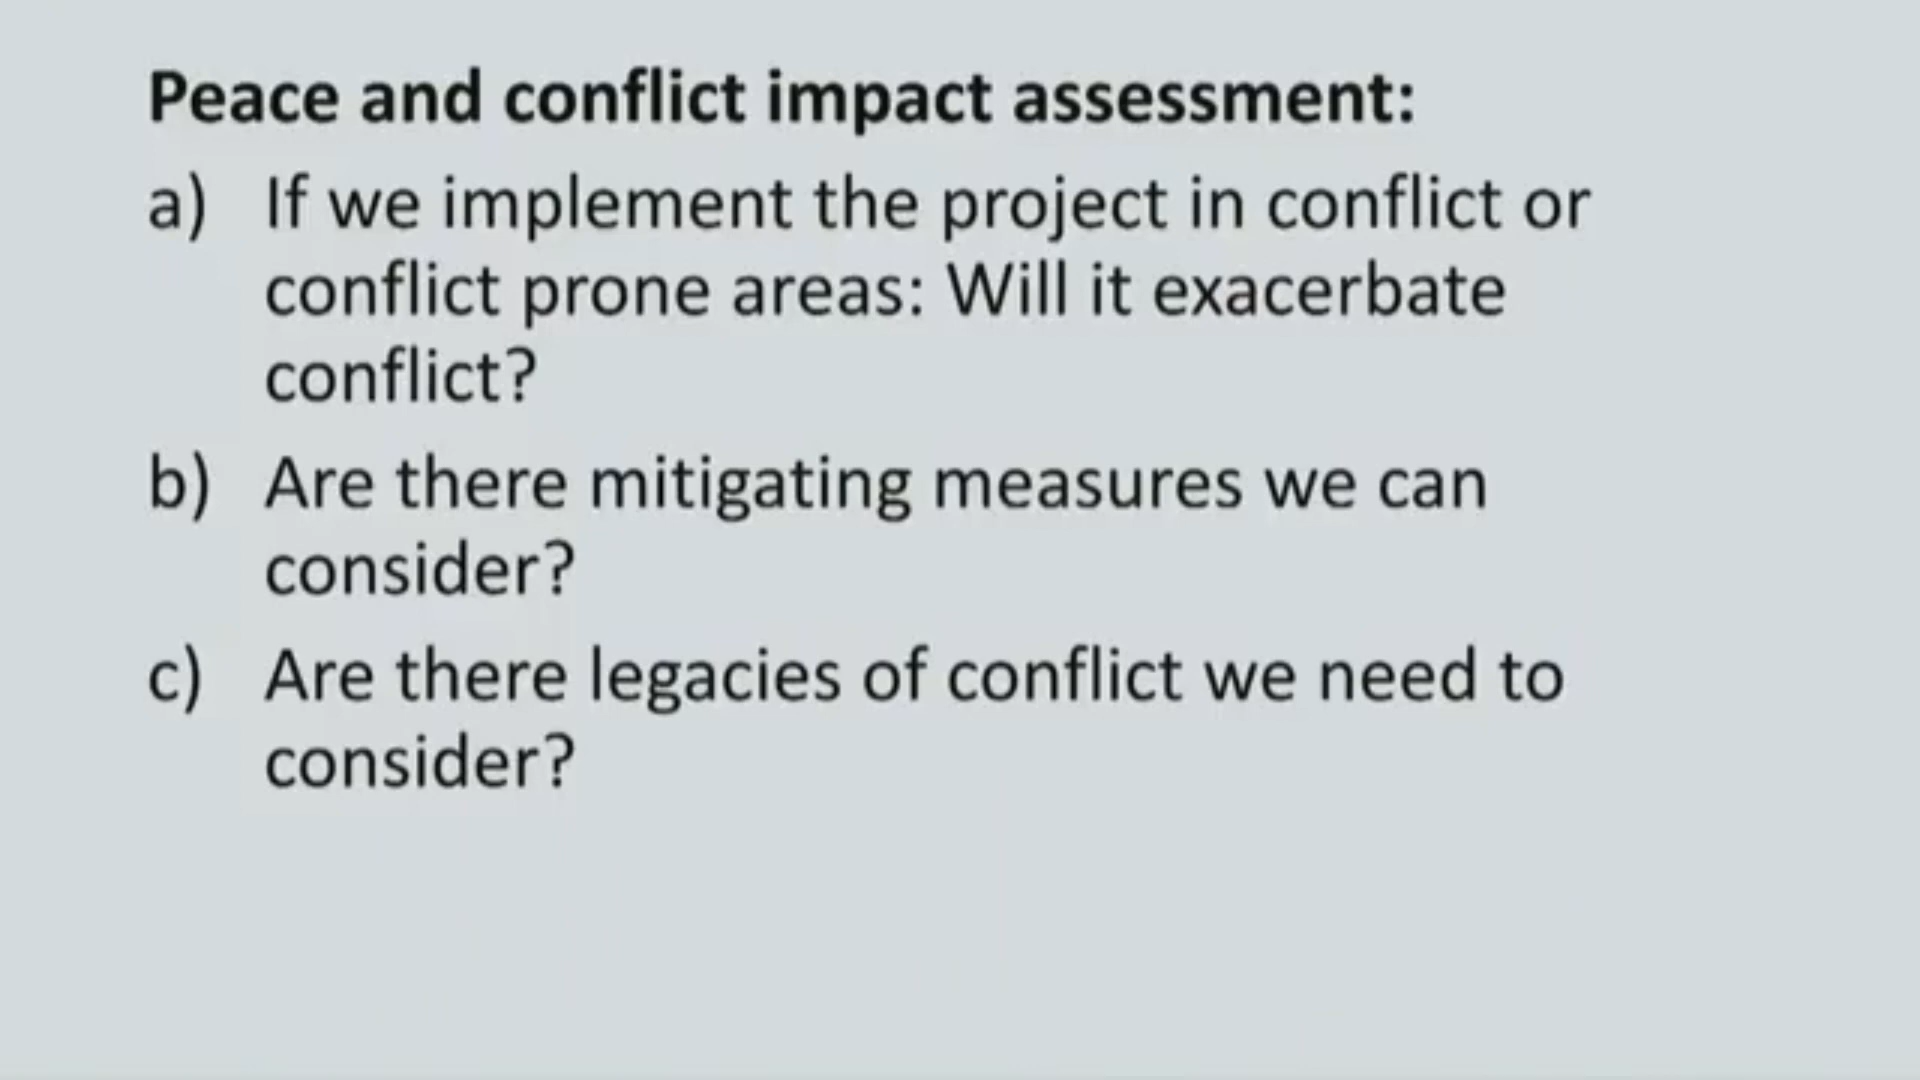 Peace and conflict impact assessment:
a) If we implement the project in conflict or
conflict prone areas: Will it exacerbate
conflict?
b) Are there mitigating measures we can
consider?
c) Are there legacies of conflict we need to
consider?